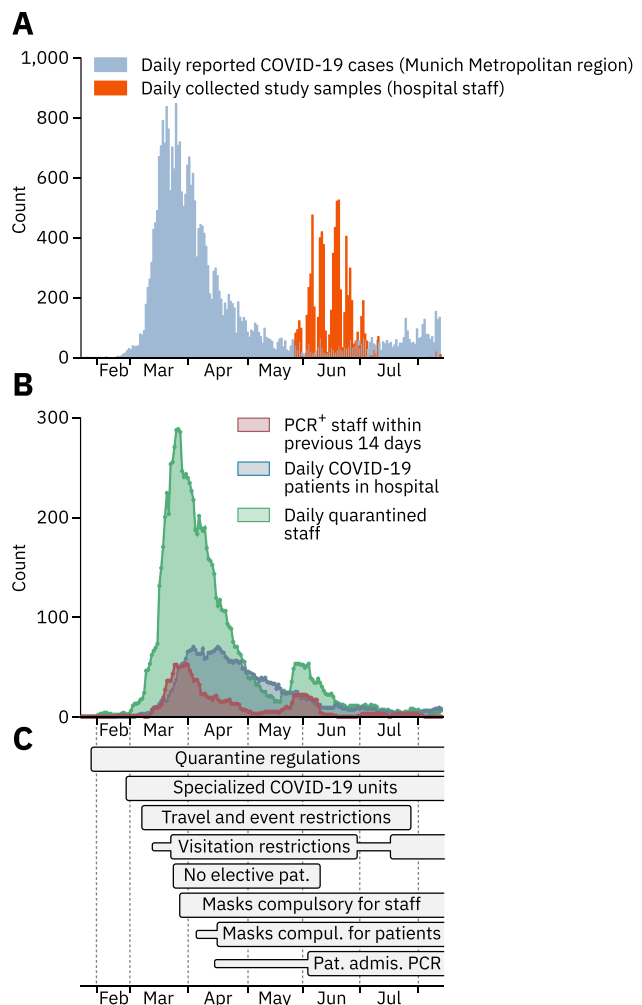 A
1,000
800
600
400
200
0
Count
Daily reported COVID-19 cases (Munich Metropolitan region)
Daily collected study samples (hospital staff)
Feb Mar Apr May Jun Jul
B
300
200
100
0
Count
PCR+ staff within
previous 14 days
Daily COVID-19
patients in hospital
Daily quarantined
staff
Feb Mar Apr May Jun Jul
C
Quarantine regulations
Specialized COVID-19 units
Travel and event restrictions
Visitation restrictions
No elective pat.
Masks compulsory for staff
Masks compul. for patients
Pat. admis. PCR
Feb Mar Apr May Jun Jul